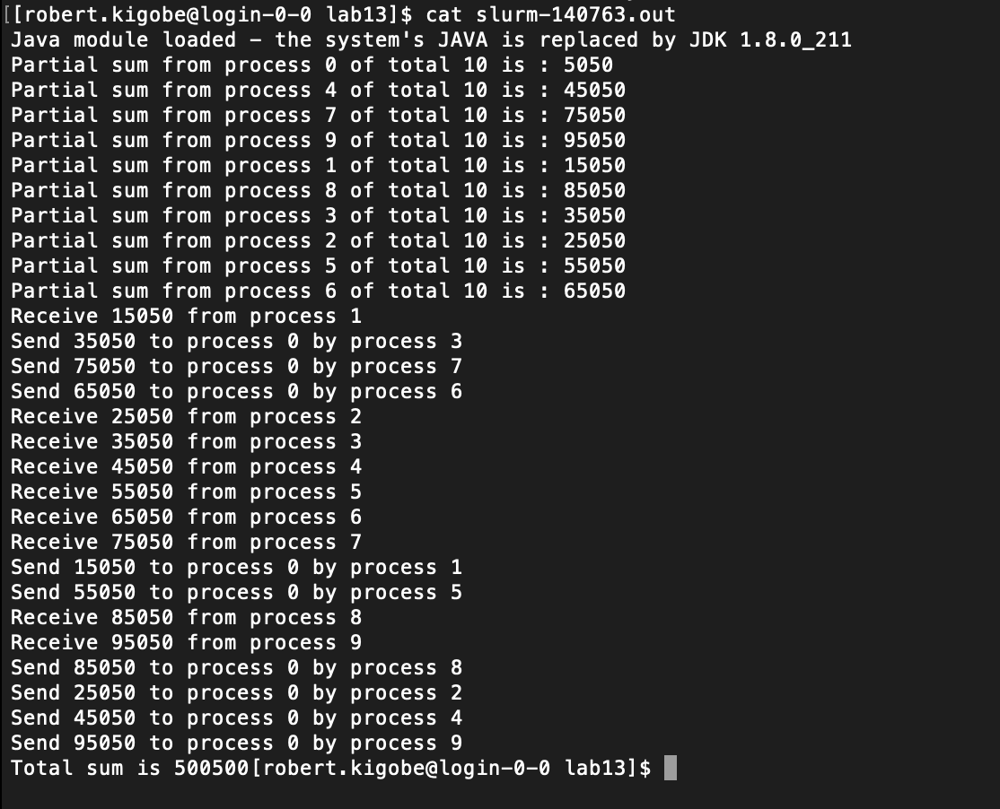 [[robert.kigobe@login-0-0 lab13]$ cat slurm-140763.out
Java module loaded – the system's JAVA is replaced by JDK 1.8.0_211
Partial sum from process 0 of total 10 is : 5050
Partial sum from process 4 of total 10 is : 45050
Partial sum from process 7 of total 10 is : 75050
Partial sum from process 9 of total 10 is : 95050
Partial sum from process 1 of total 10 is : 15050
Partial sum from process 8 of total 10 is : 85050
Partial sum from process 3 of total 10 is : 35050
Partial sum from process 2 of total 10 is : 25050
Partial sum from process 5 of total 10 is : 55050
Partial sum from process 6 of total 10 is : 65050
Receive 15050 from process 1
Send 35050 to process 0 by process 3
Send 75050 to process 0 by process 7
Send 65050 to process 0 by process 6
Receive 25050 from process 2
Receive 35050 from process 3
Receive 45050 from process 4
Receive 55050 from process 5
Receive 65050 from process 6
Receive 75050 from process 7
Send 15050 to process 0 by process 1
Send 55050 to process 0 by process 5
Receive 85050 from process 8
Receive 95050 from process 9
Send 85050 to process 0 by process 8
Send 25050 to process 0 by process 2
Send 45050 to process 0 by process 4
Send 95050 to process 0 by process 9
Total sum is 500500[robert.kigobe@login-0-0 lab13]$